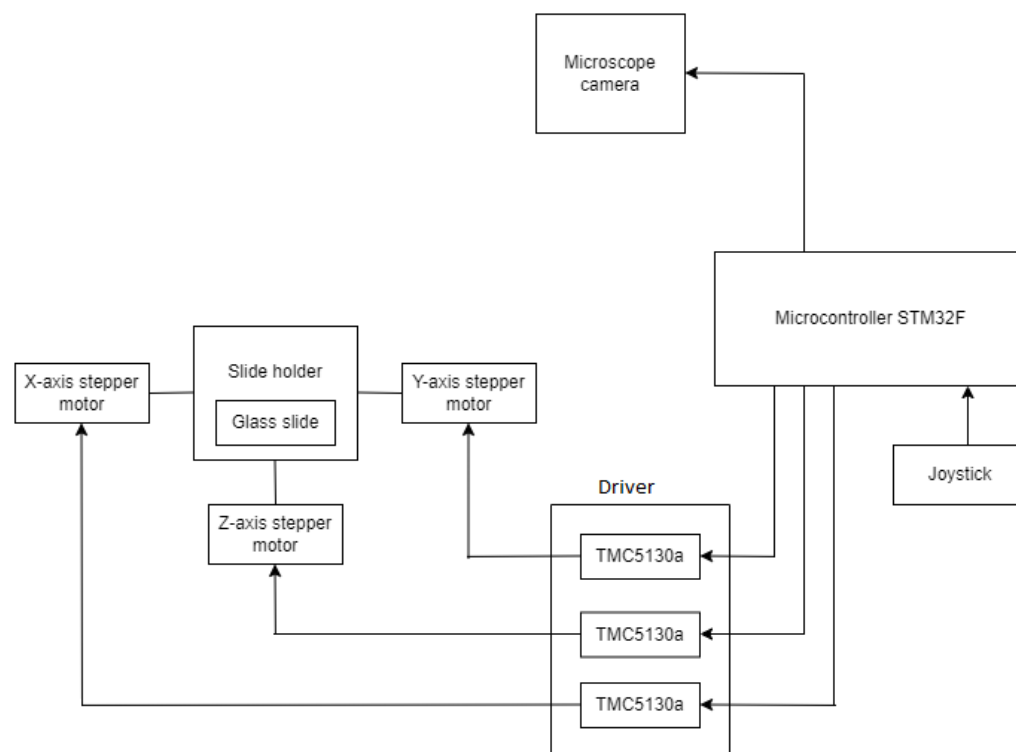 Microscope
camera
Microcontroller STM32F
Slide holder
X-axis stepper
motor
Y-axis stepper
motor
Glass slide
Joystick
Driver
Z-axis stepper
motor
TMC5130a
TMC5130a
TMC5130a